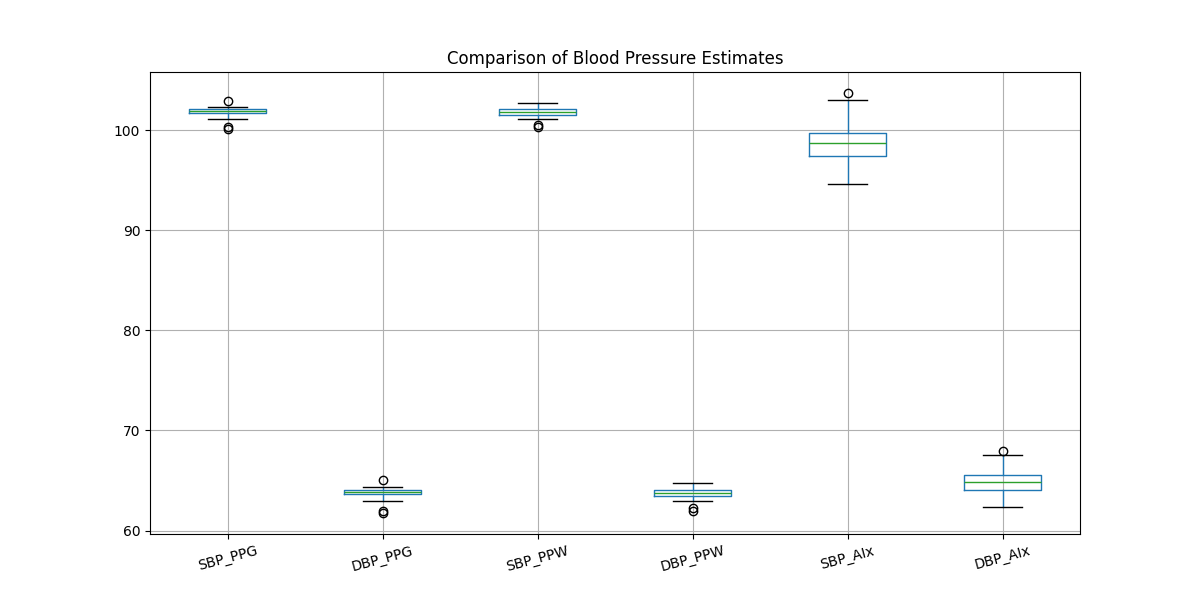 Comparison of Blood Pressure Estimates
100
90
80
70
60
SBP_PPG
DBP_PPG
SBP_PPW
DBP_PPW
SBP_AIx
DBP_AIx